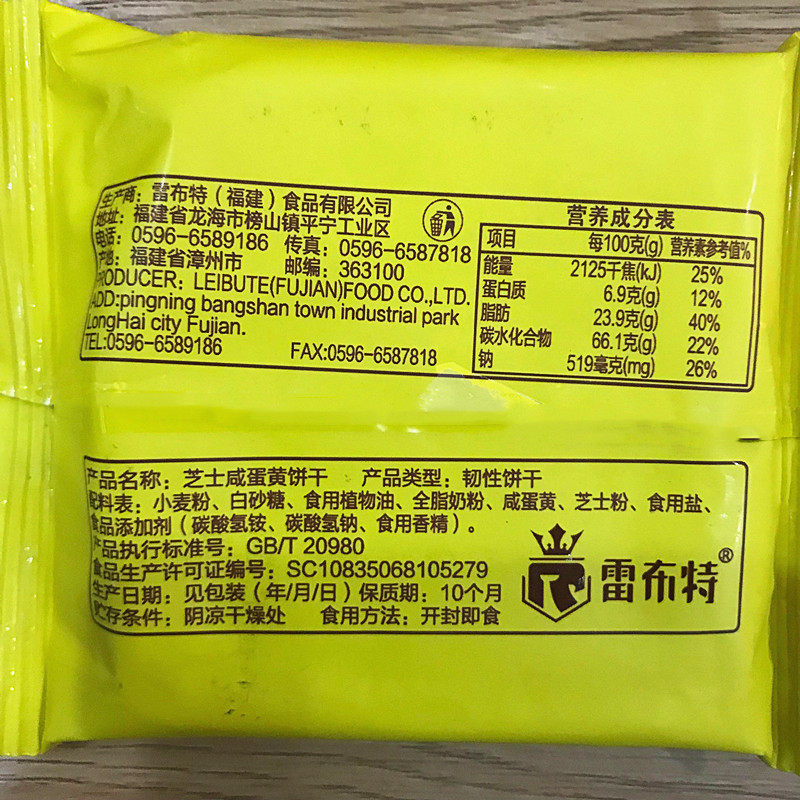 生产商：雷布特（福建）食品有限公司
地址：福建省龙海市榜山镇平宁工业区
电话：0596-6589186 传真：0596-6587818
产地：福建省漳州市 邮编：363100
PRODUCER：LEIBUTE(FUJIAN)FOOD CO.,LTD.
ADD:pingning bangshan town industrial park
LongHai city Fujian.
TEL:0596-6589186 FAX:0596-6587818
营养成分表
项目 每100克(g) 营养素参考值%
能量 2125千焦(kJ) 25%
蛋白质 6.9克(g) 12%
脂肪 23.9克(g) 40%
碳水化合物 66.1克(g) 22%
钠 519毫克(mg) 26%
产品名称：芝士咸蛋黄饼干 产品类型：韧性饼干
配料表：小麦粉、白砂糖、食用植物油、全脂奶粉、咸蛋黄、芝士粉、食用盐、
食品添加剂（碳酸氢铵、碳酸氢钠、食用香精）。
产品执行标准号：GB/T 20980
食品生产许可证编号：SC10835068105279
生产日期：见包装（年/月/日）保质期：10个月
贮存条件：阴凉干燥处 食用方法：开封即食
雷布特®